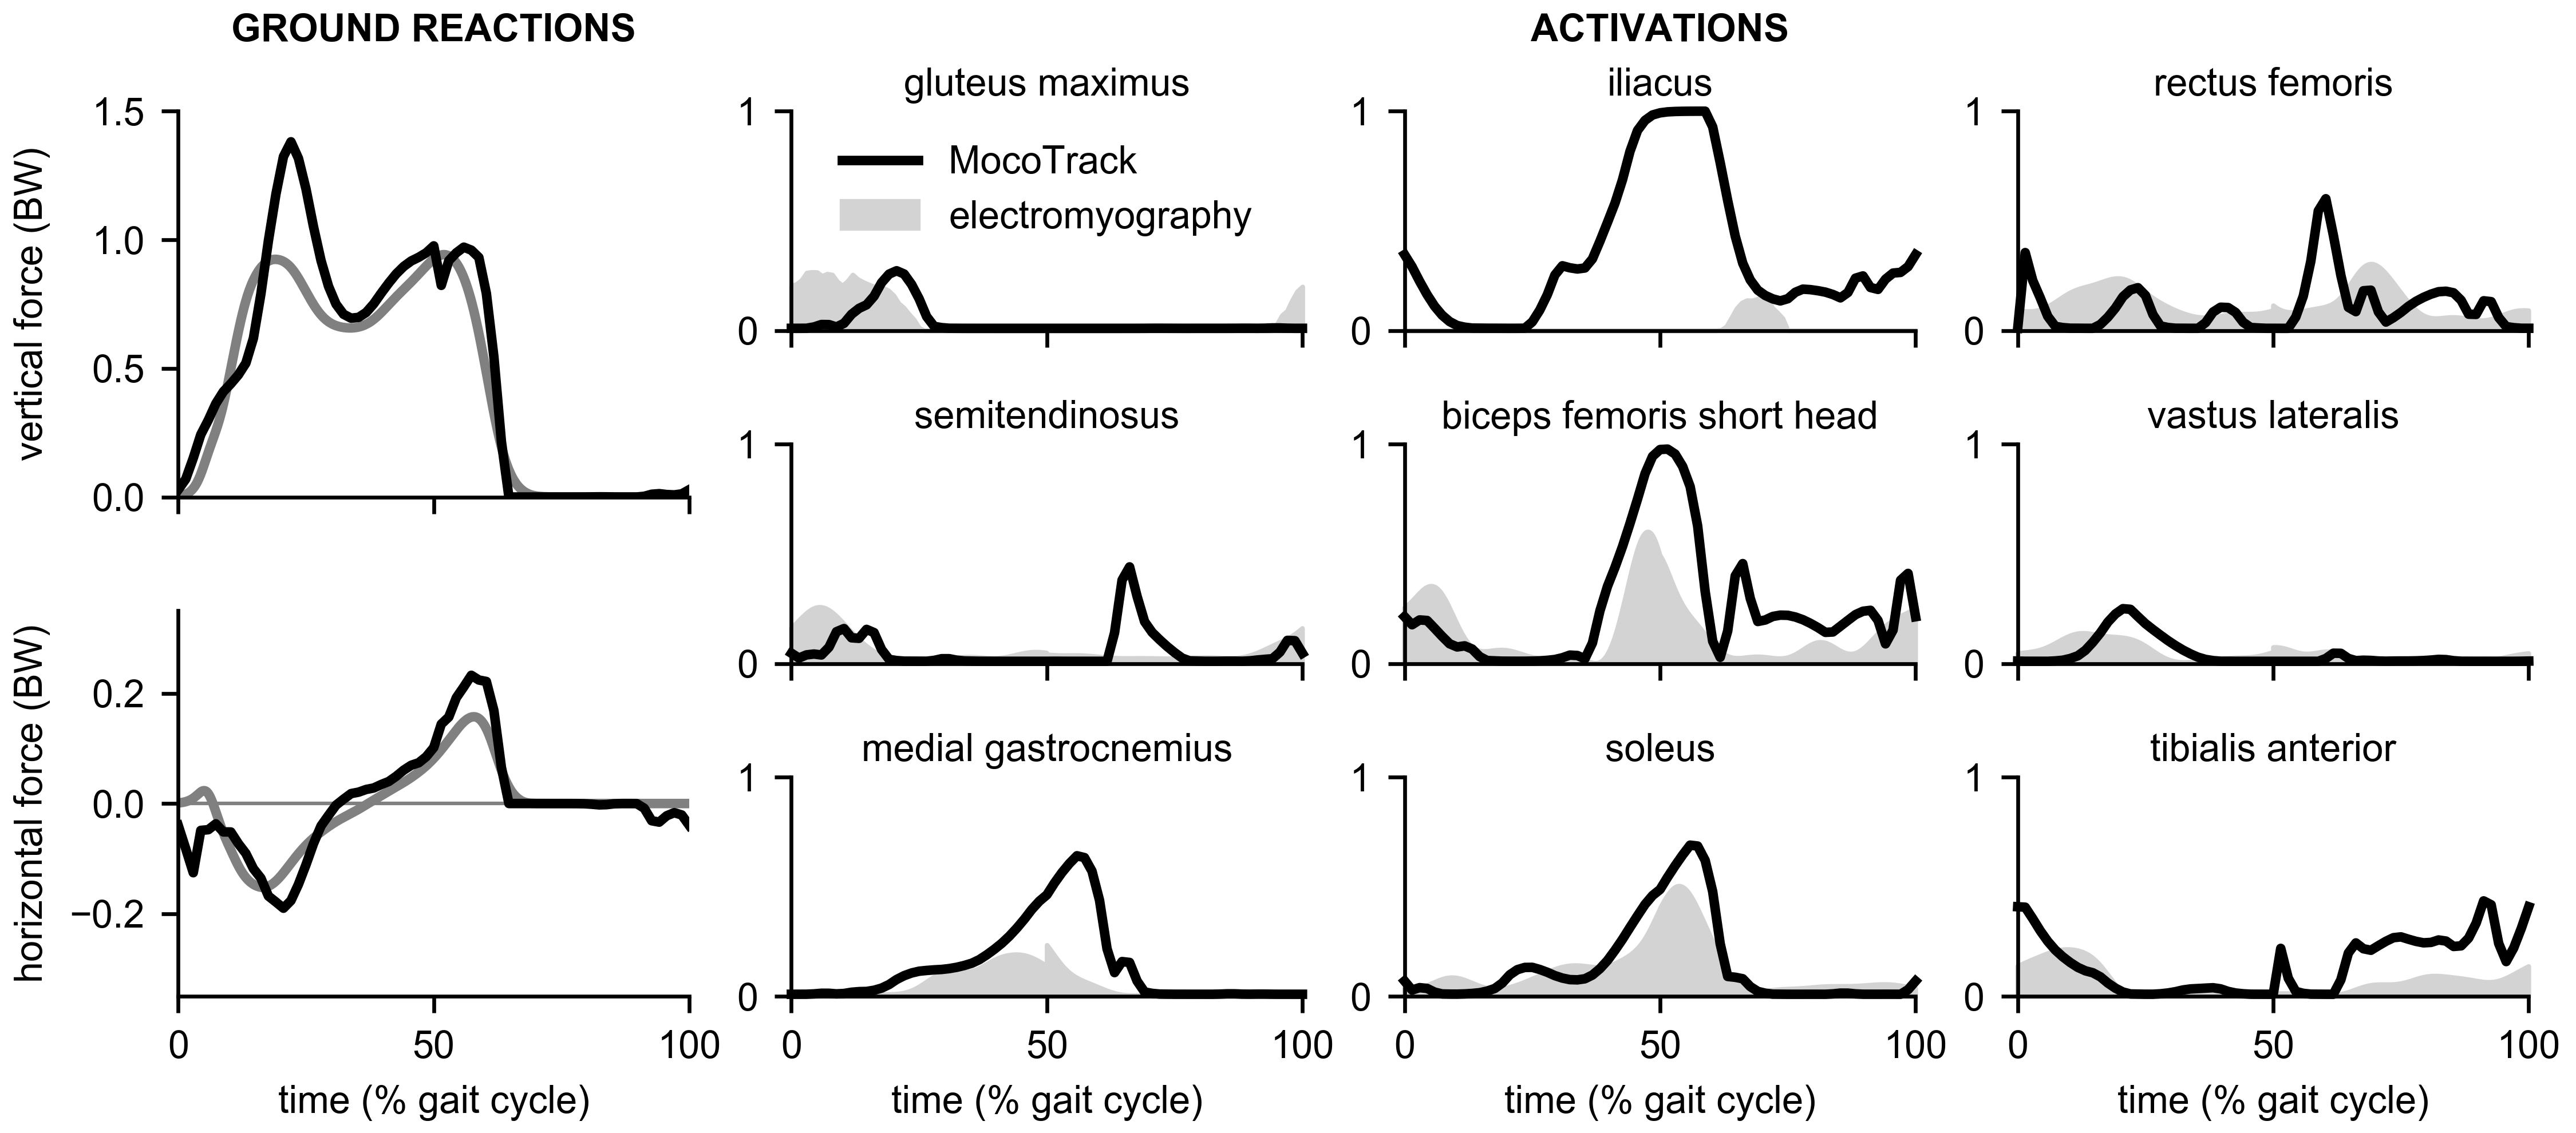 GROUND REACTIONS
ACTIVATIONS
vertical force (BW)
1.5
1.0
0.5
0.0
gluteus maximus
1
0
MocoTrack
electromyography
iliacus
1
0
rectus femoris
1
0
semitendinosus
1
0
biceps femoris short head
1
0
vastus lateralis
1
0
horizontal force (BW)
0.2
0.0
−0.2
0 50 100
time (% gait cycle)
medial gastrocnemius
1
0
0 50 100
time (% gait cycle)
soleus
1
0
0 50 100
time (% gait cycle)
tibialis anterior
1
0
0 50 100
time (% gait cycle)